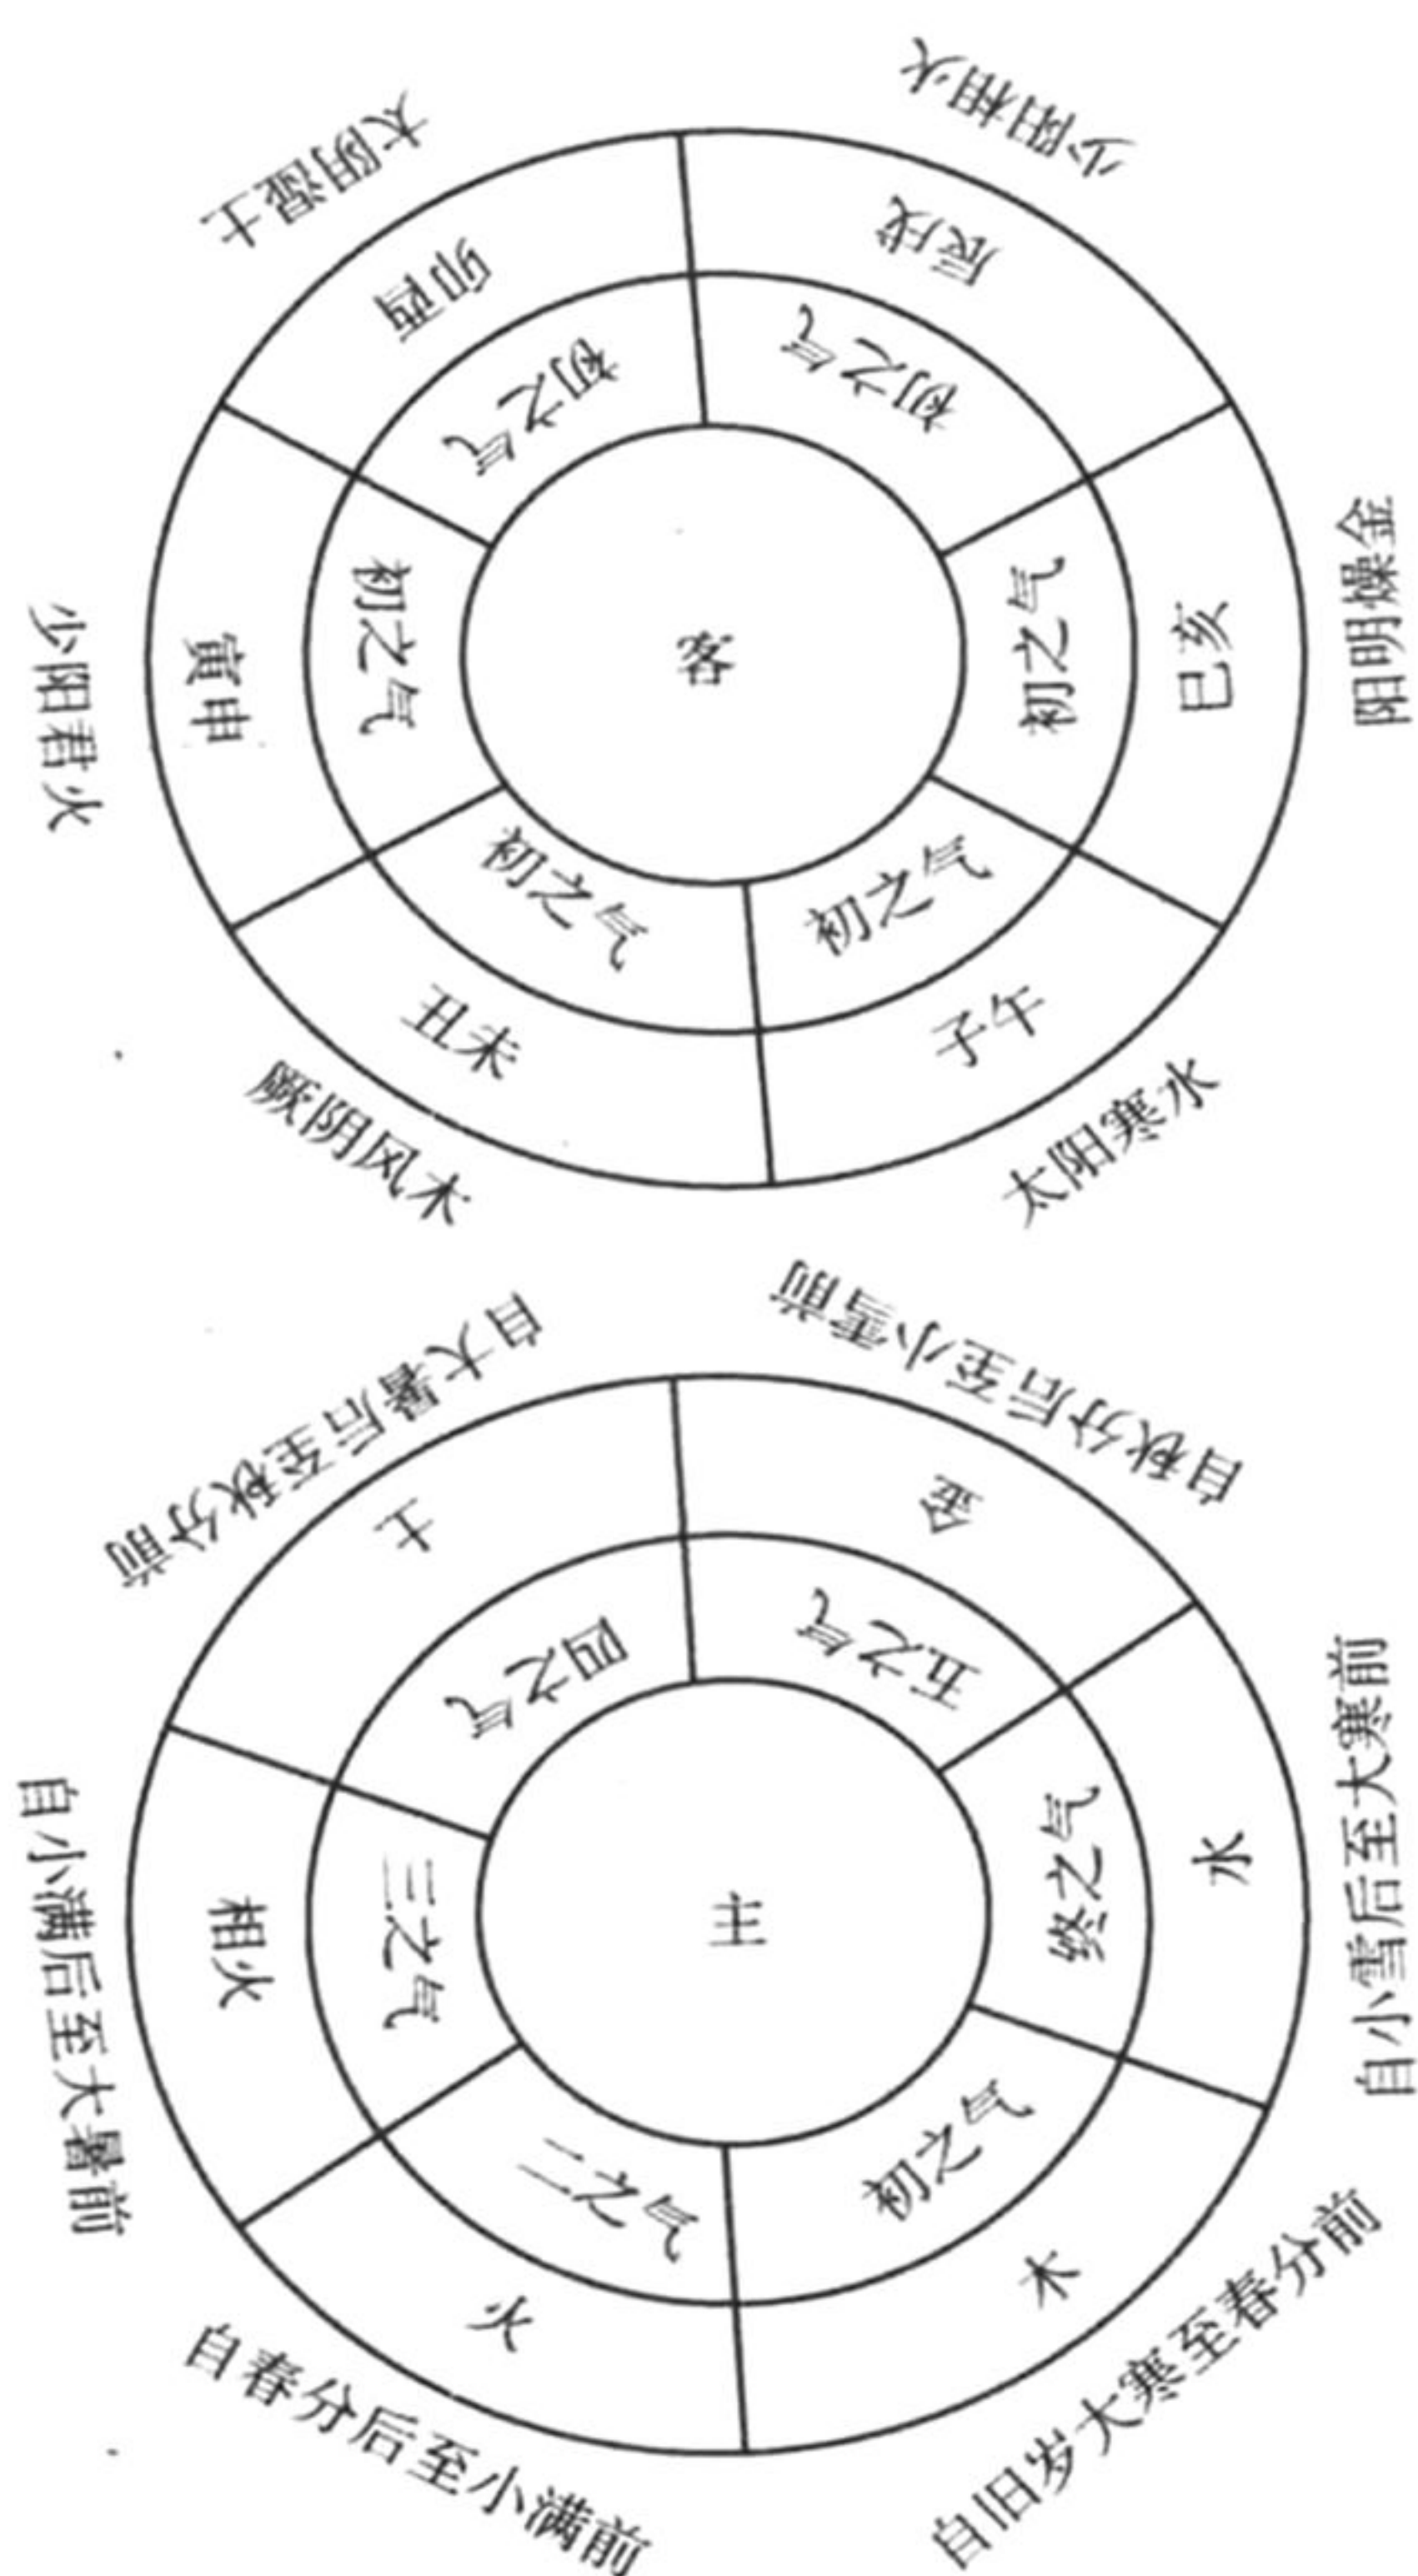 客
初之气
子午
太阳寒水
初之气
丑未
厥阴风木
初之气
寅申
少阳君火
初之气
卯酉
太阴湿土
初之气
辰戌
少阳相火
初之气
巳亥
阳明燥金
主
初之气
木
自旧岁大寒至春分前
二之气
火
自春分后至小满前
三之气
相火
自小满后至大暑前
四之气
土
自大暑后至秋分前
五之气
金
自秋分后至小雪前
终之气
水
自小雪后至大寒前